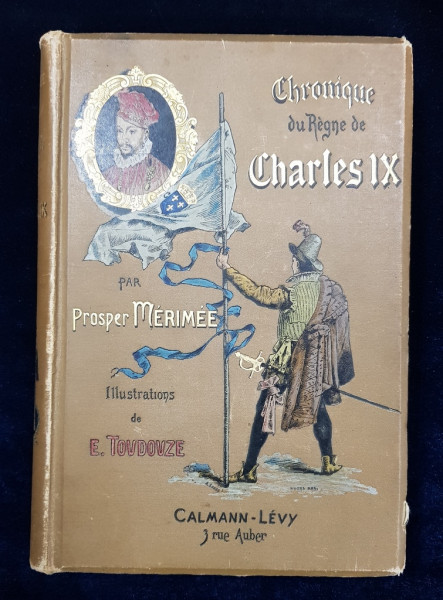 Chronique
du Règne de
Charles IX
PAR
Prosper MÉRIMÉE
Illustrations
de
E. TOUDOUZE
CALMANN-LÉVY
3 rue Auber